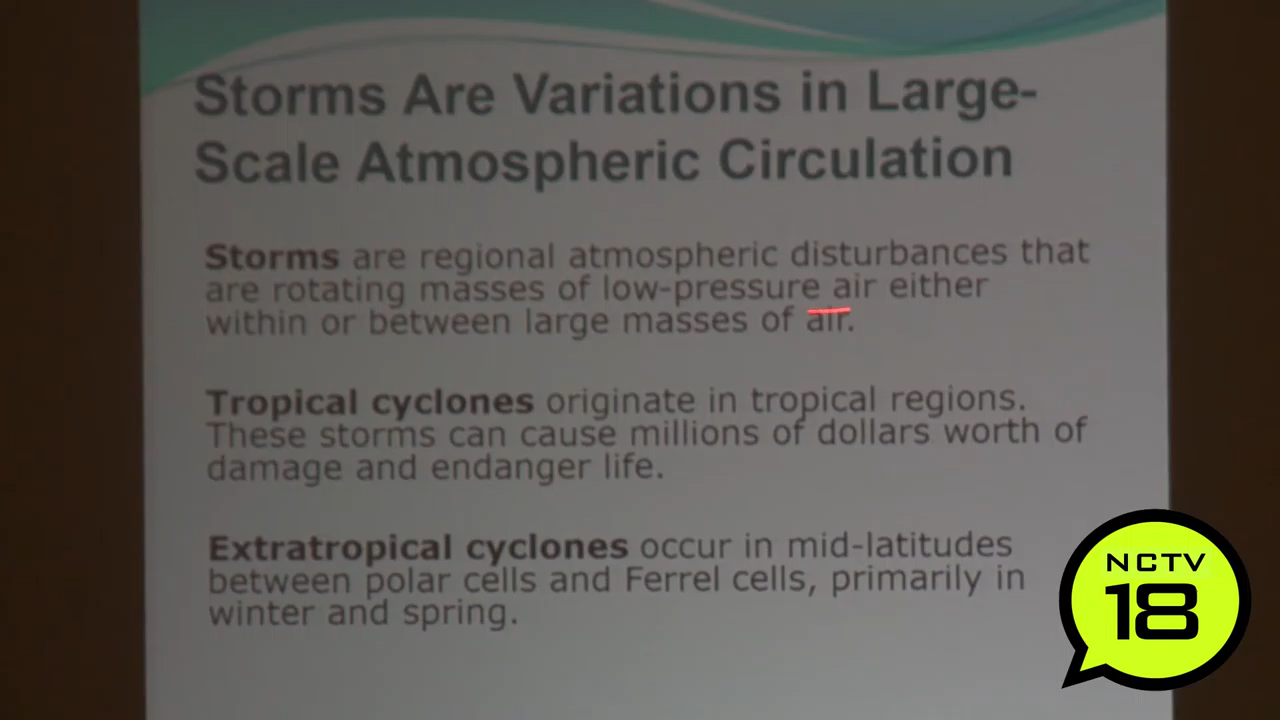 Storms Are Variations in Large-
Scale Atmospheric Circulation
Storms are regional atmospheric disturbances that
are rotating masses of low-pressure air either
within or between large masses of air.
Tropical cyclones originate in tropical regions.
These storms can cause millions of dollars worth of
damage and endanger life.
Extratropical cyclones occur in mid-latitudes
between polar cells and Ferrel cells, primarily in
winter and spring.
NCTV
18